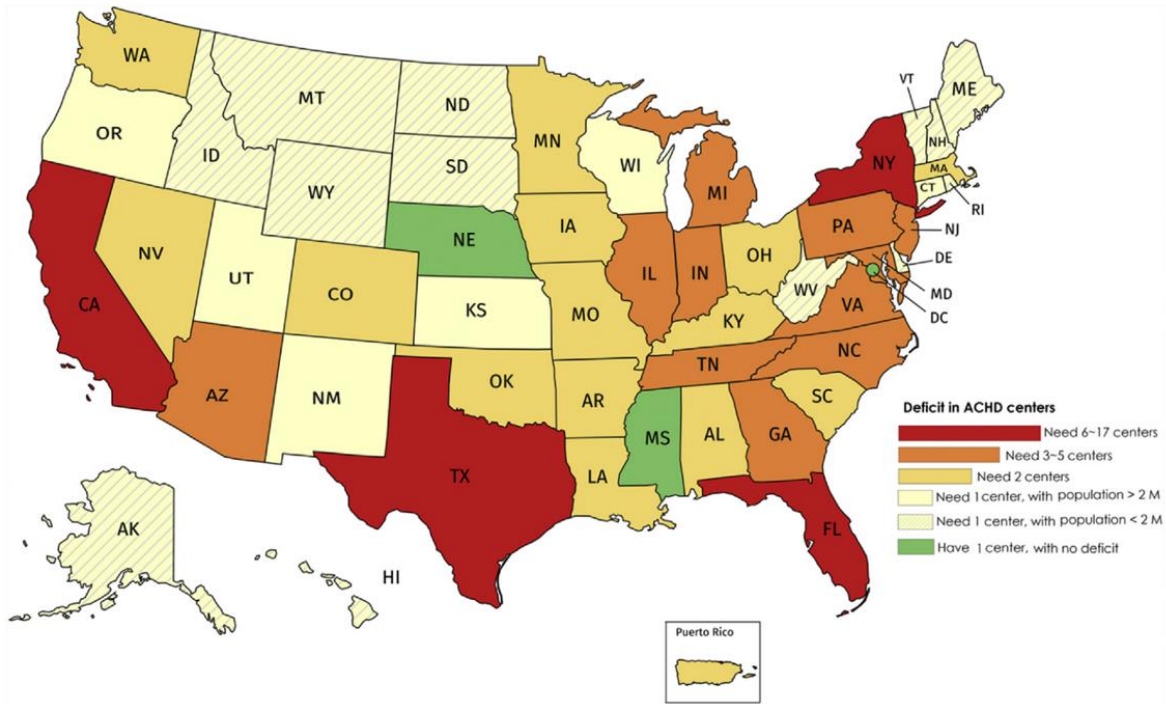 WA
MT
ND
MN
VT
ME
OR
ID
SD
WI
NH
NY
MA
WY
MI
CT
RI
IA
PA
NJ
NE
NV
OH
UT
IL
IN
DE
CO
WV
CA
KS
MO
VA
MD
KY
DC
TN
NC
OK
AZ
NM
AR
SC
MS
AL
GA
LA
TX
FL
AK
HI
Deficit in ACHD centers
Need 6~17 centers
Need 3~5 centers
Need 2 centers
Need 1 center, with population > 2 M
Need 1 center, with population < 2 M
Have 1 center, with no deficit
Puerto Rico